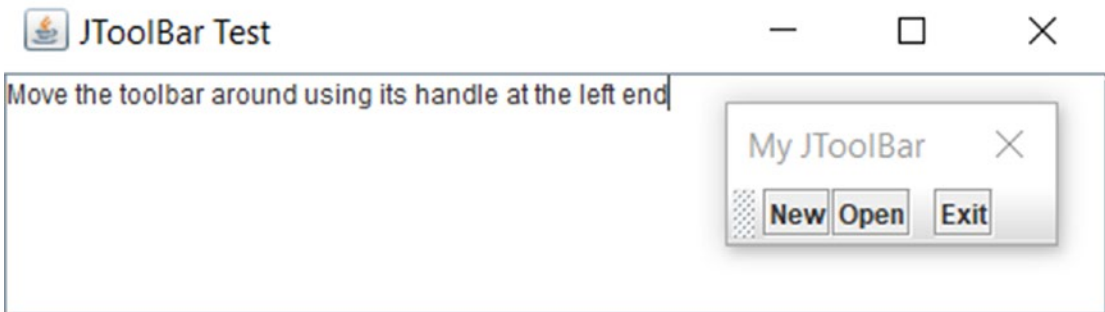 JToolBar Test
Move the toolbar around using its handle at the left end
My JToolBar
New Open Exit